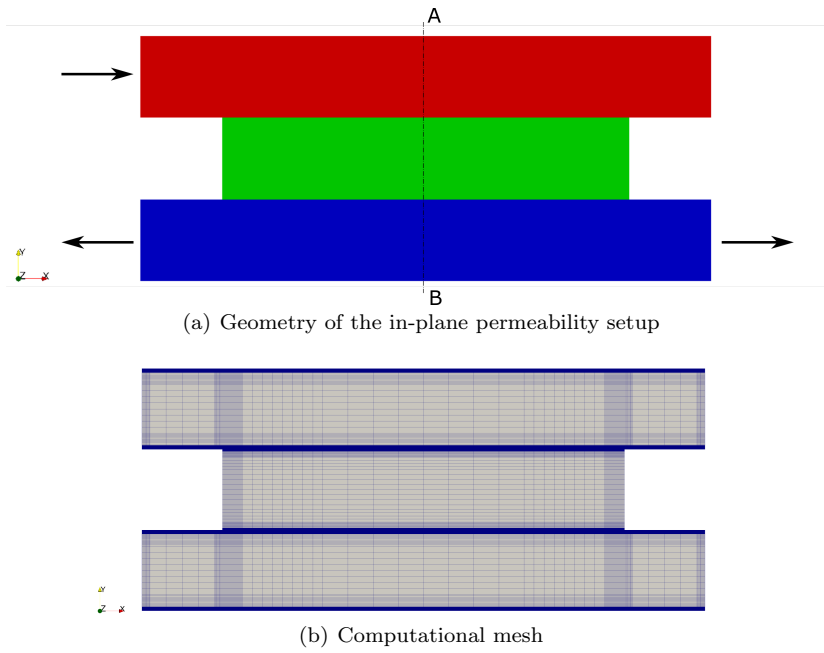 A
Y
Z X
B
(a) Geometry of the in-plane permeability setup
Y
Z X
(b) Computational mesh